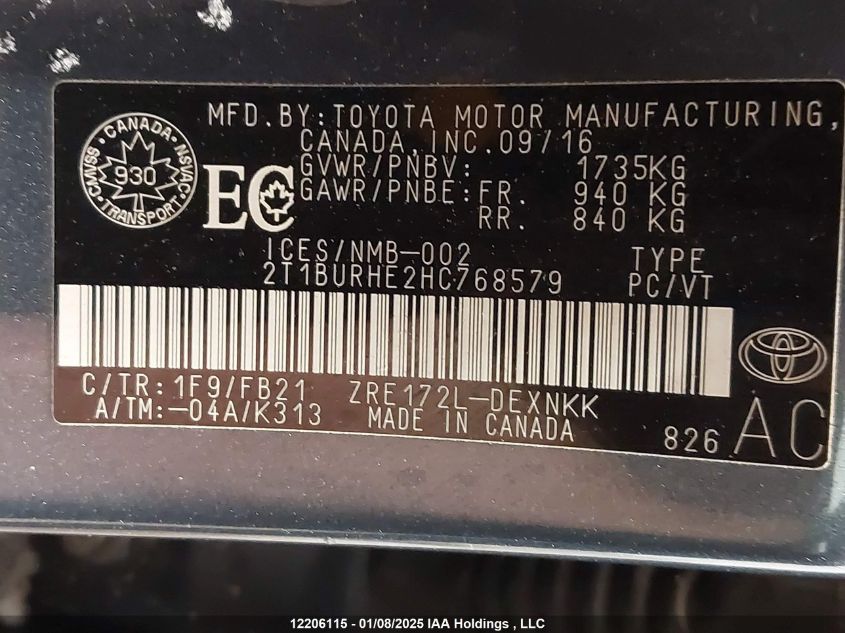 MFD.BY:TOYOTA MOTOR MANUFACTURING,
CANADA,INC.09/16
GVWR/PNBV: 1735KG
GAWR/PNBE:FR. 940 KG
RR. 840 KG
CANADA
CMVSS NSVAC
930
TRANSPORT
EC
ICES/NMB-002 TYPE
2T1BURHE2HC768579 PC/VT
C/TR:1F9/FB21 ZRE172L-DEXNKK
A/TM:-04A/K313 MADE IN CANADA
826 AC
12206115 - 01/08/2025 IAA Holdings , LLC